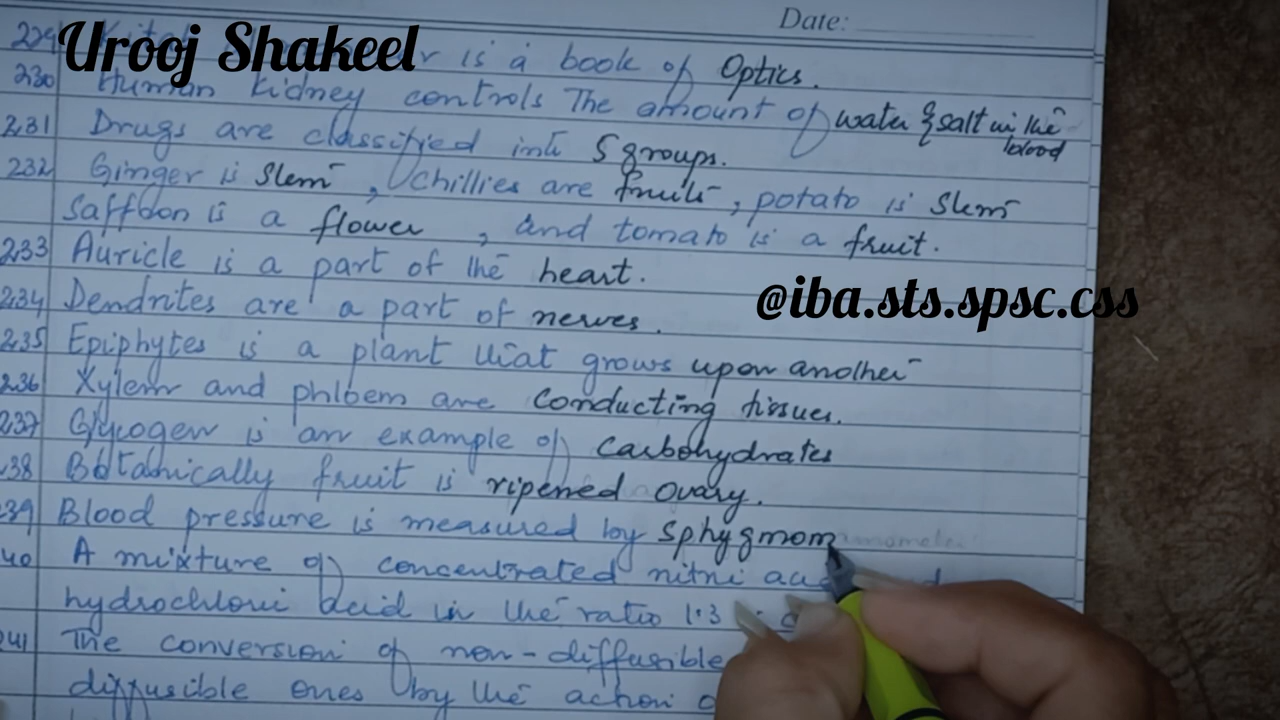 Date:
Urooj Shakeel
229 is a book of Optics.
230 Human Kidney controls The amount of water & salt in the
blood
231 Drugs are classified into 5 groups.
232 Ginger is Stem, Chillies are fruits, potato is Stem
Saffdon is a flower, and tomato is a fruit.
233 Auricle is a part of the heart.
@iba.sts.spsc.css
234 Dendrites are a part of nerves.
235 Epiphytes is a plant that grows upon another
236 Xylem and phloem are conducting tissues.
237 Glycogen is an example of carbohydrates
238 Botanically fruit is ripened ovary.
239 Blood pressure is measured by Sphygmom
40 A mixture of concentrated nitric
hydrochloric acid in the ratio 1:3
241 The conversion of non-diffusible
diffusible ones by the action